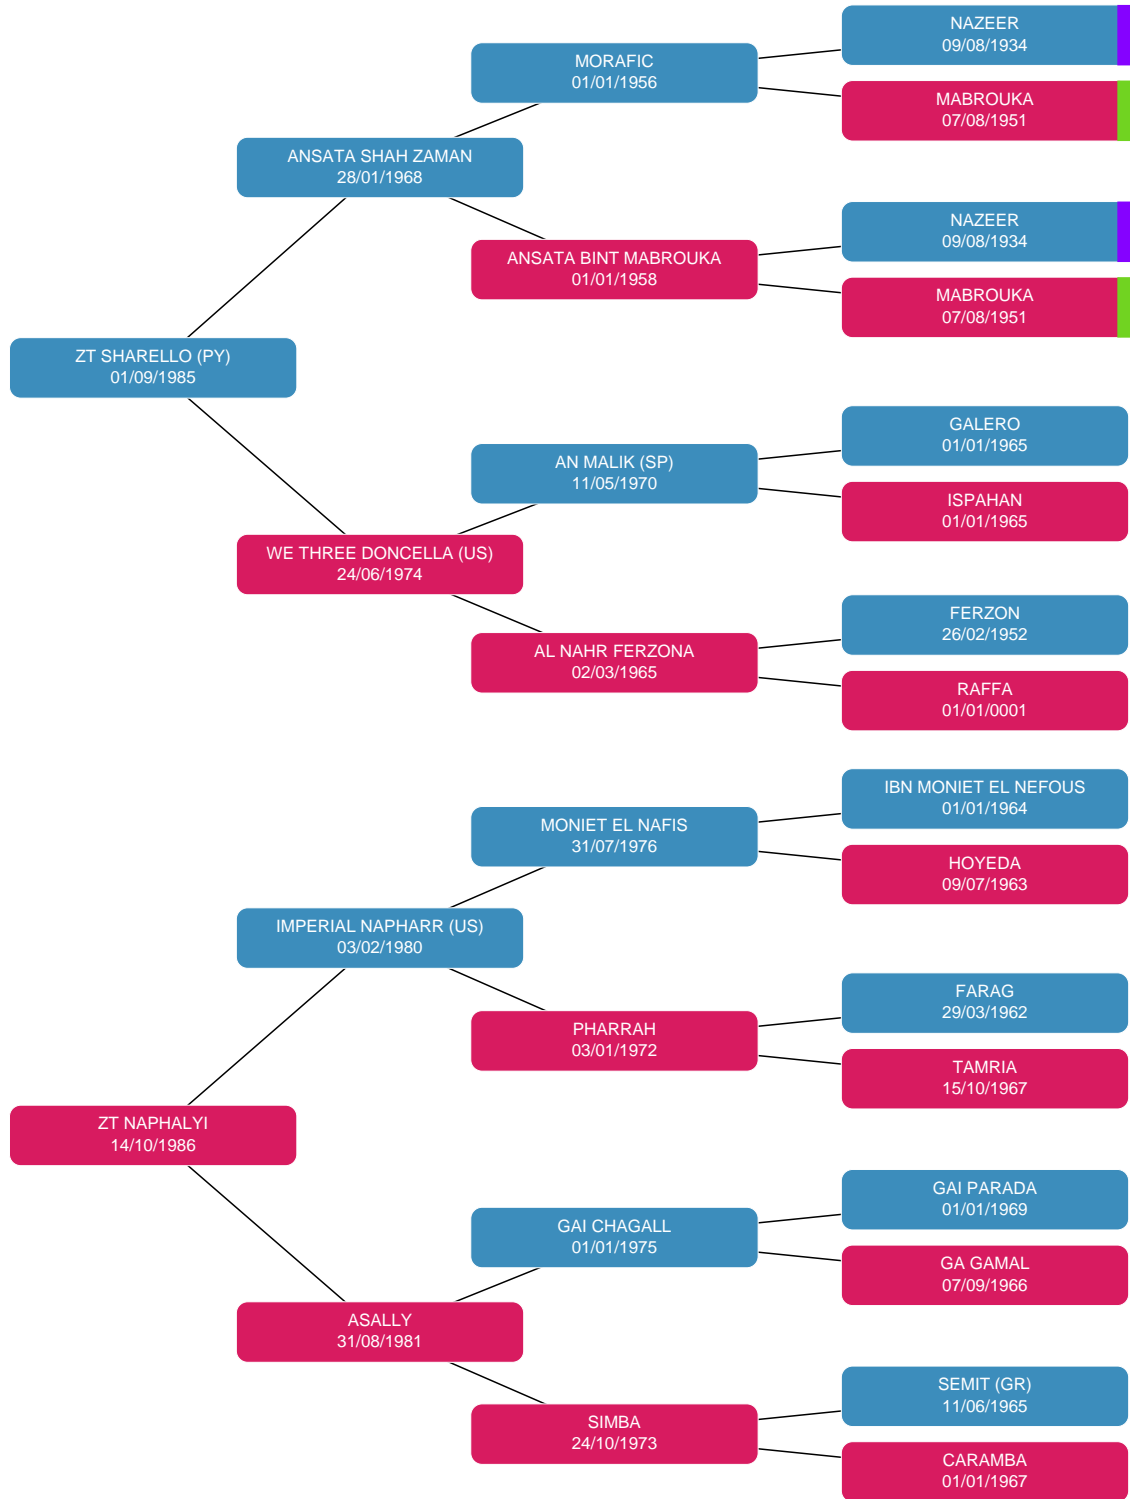 NAZEER
09/08/1934
MORAFIC
01/01/1956
MABROUKA
07/08/1951
ANSATA SHAH ZAMAN
28/01/1968
NAZEER
09/08/1934
ANSATA BINT MABROUKA
01/01/1958
MABROUKA
07/08/1951
ZT SHARELLO (PY)
01/09/1985
GALERO
01/01/1965
AN MALIK (SP)
11/05/1970
ISPAHAN
01/01/1965
WE THREE DONCELLA (US)
24/06/1974
FERZON
26/02/1952
AL NAHR FERZONA
02/03/1965
RAFFA
01/01/0001
IBN MONIET EL NEFOUS
01/01/1964
MONIET EL NAFIS
31/07/1976
HOYEDA
09/07/1963
IMPERIAL NAPHARR (US)
03/02/1980
FARAG
29/03/1962
PHARRAH
03/01/1972
TAMRIA
15/10/1967
ZT NAPHALYI
14/10/1986
GAI PARADA
01/01/1969
GAI CHAGALL
01/01/1975
GA GAMAL
07/09/1966
ASALLY
31/08/1981
SEMIT (GR)
11/06/1965
SIMBA
24/10/1973
CARAMBA
01/01/1967